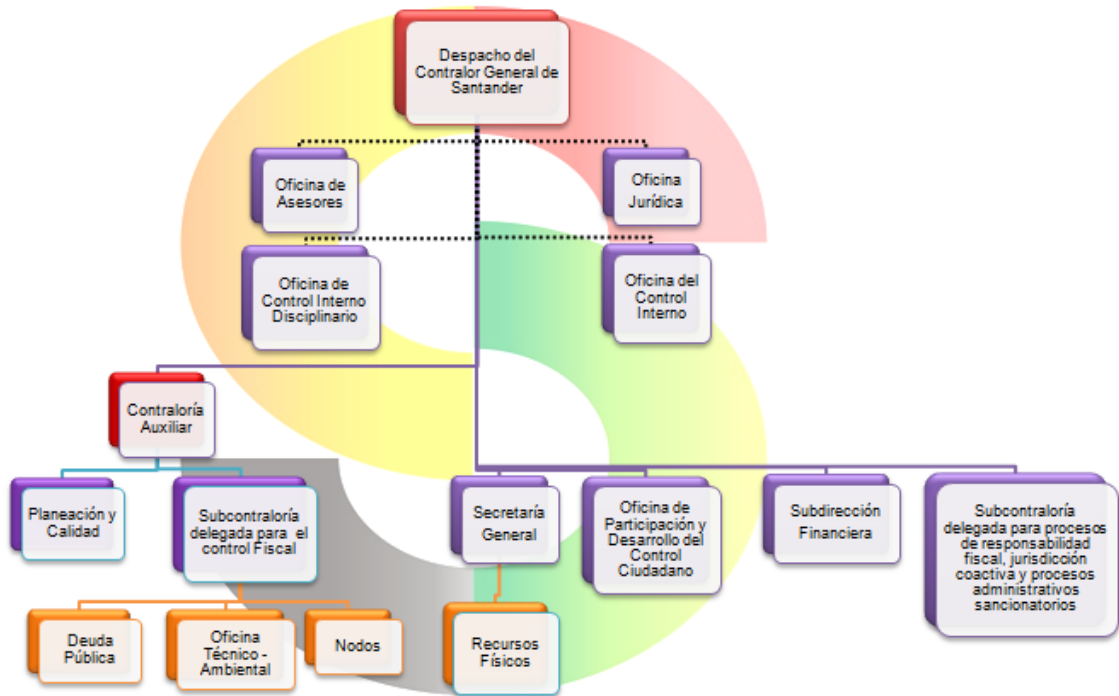 Despacho del
Contralor General de
Santander
Oficina de
Asesores
Oficina
Jurídica
Oficina de
Control Interno
Disciplinario
Oficina del
Control
Interno
Contraloría
Auxiliar
Planeación y
Calidad
Subcontraloría
delegada para el
control Fiscal
Secretaría
General
Oficina de
Participación y
Desarrollo del
Control
Ciudadano
Subdirección
Financiera
Subcontraloría
delegada para procesos
de responsabilidad
fiscal, jurisdicción
coactiva y procesos
administrativos
sancionatorios
Deuda
Pública
Oficina
Técnico -
Ambiental
Nodos
Recursos
Físicos